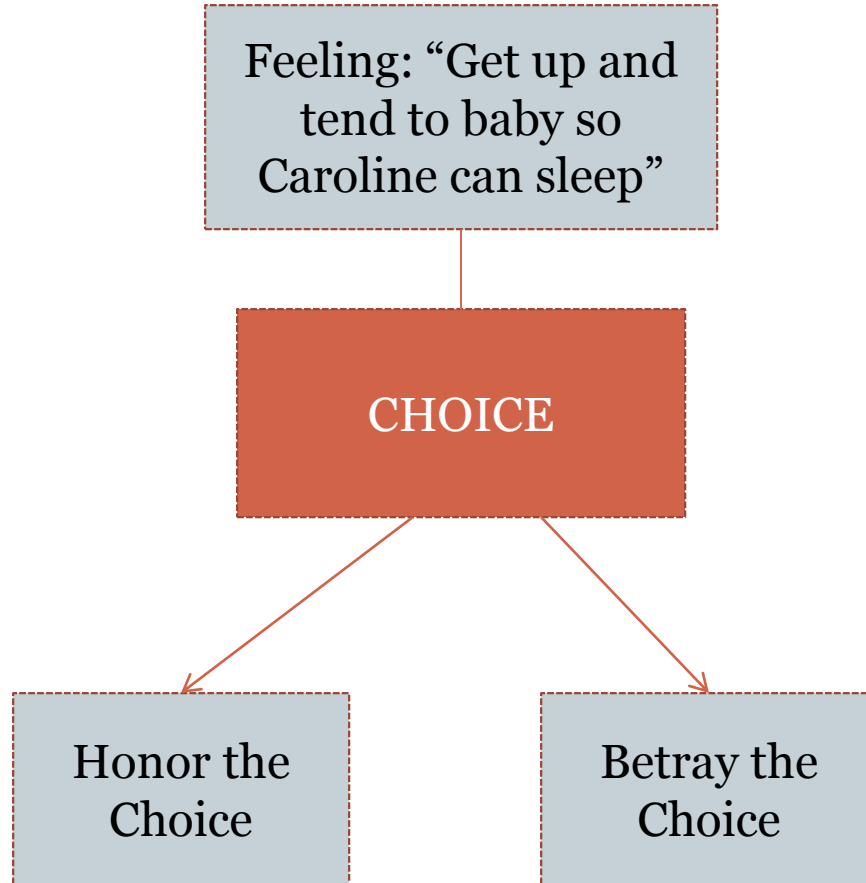 Feeling: “Get up and
tend to baby so
Caroline can sleep”
CHOICE
Honor the
Choice
Betray the
Choice